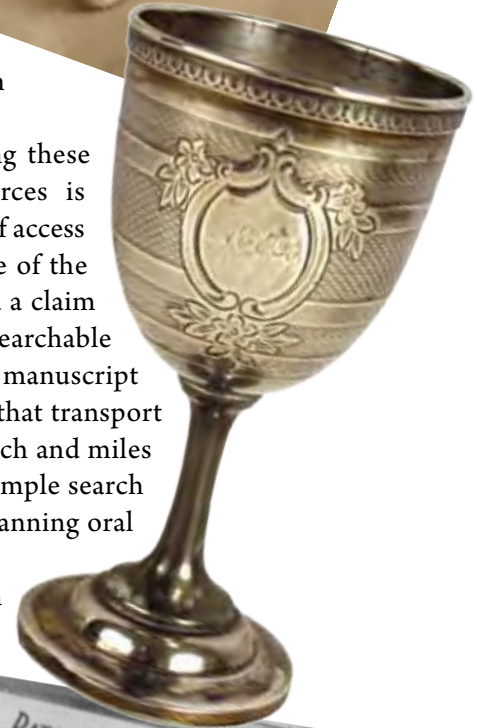 ng these
rces is
f access
e of the
a claim
earchable
manuscript
that transport
ch and miles
mple search
anning oral